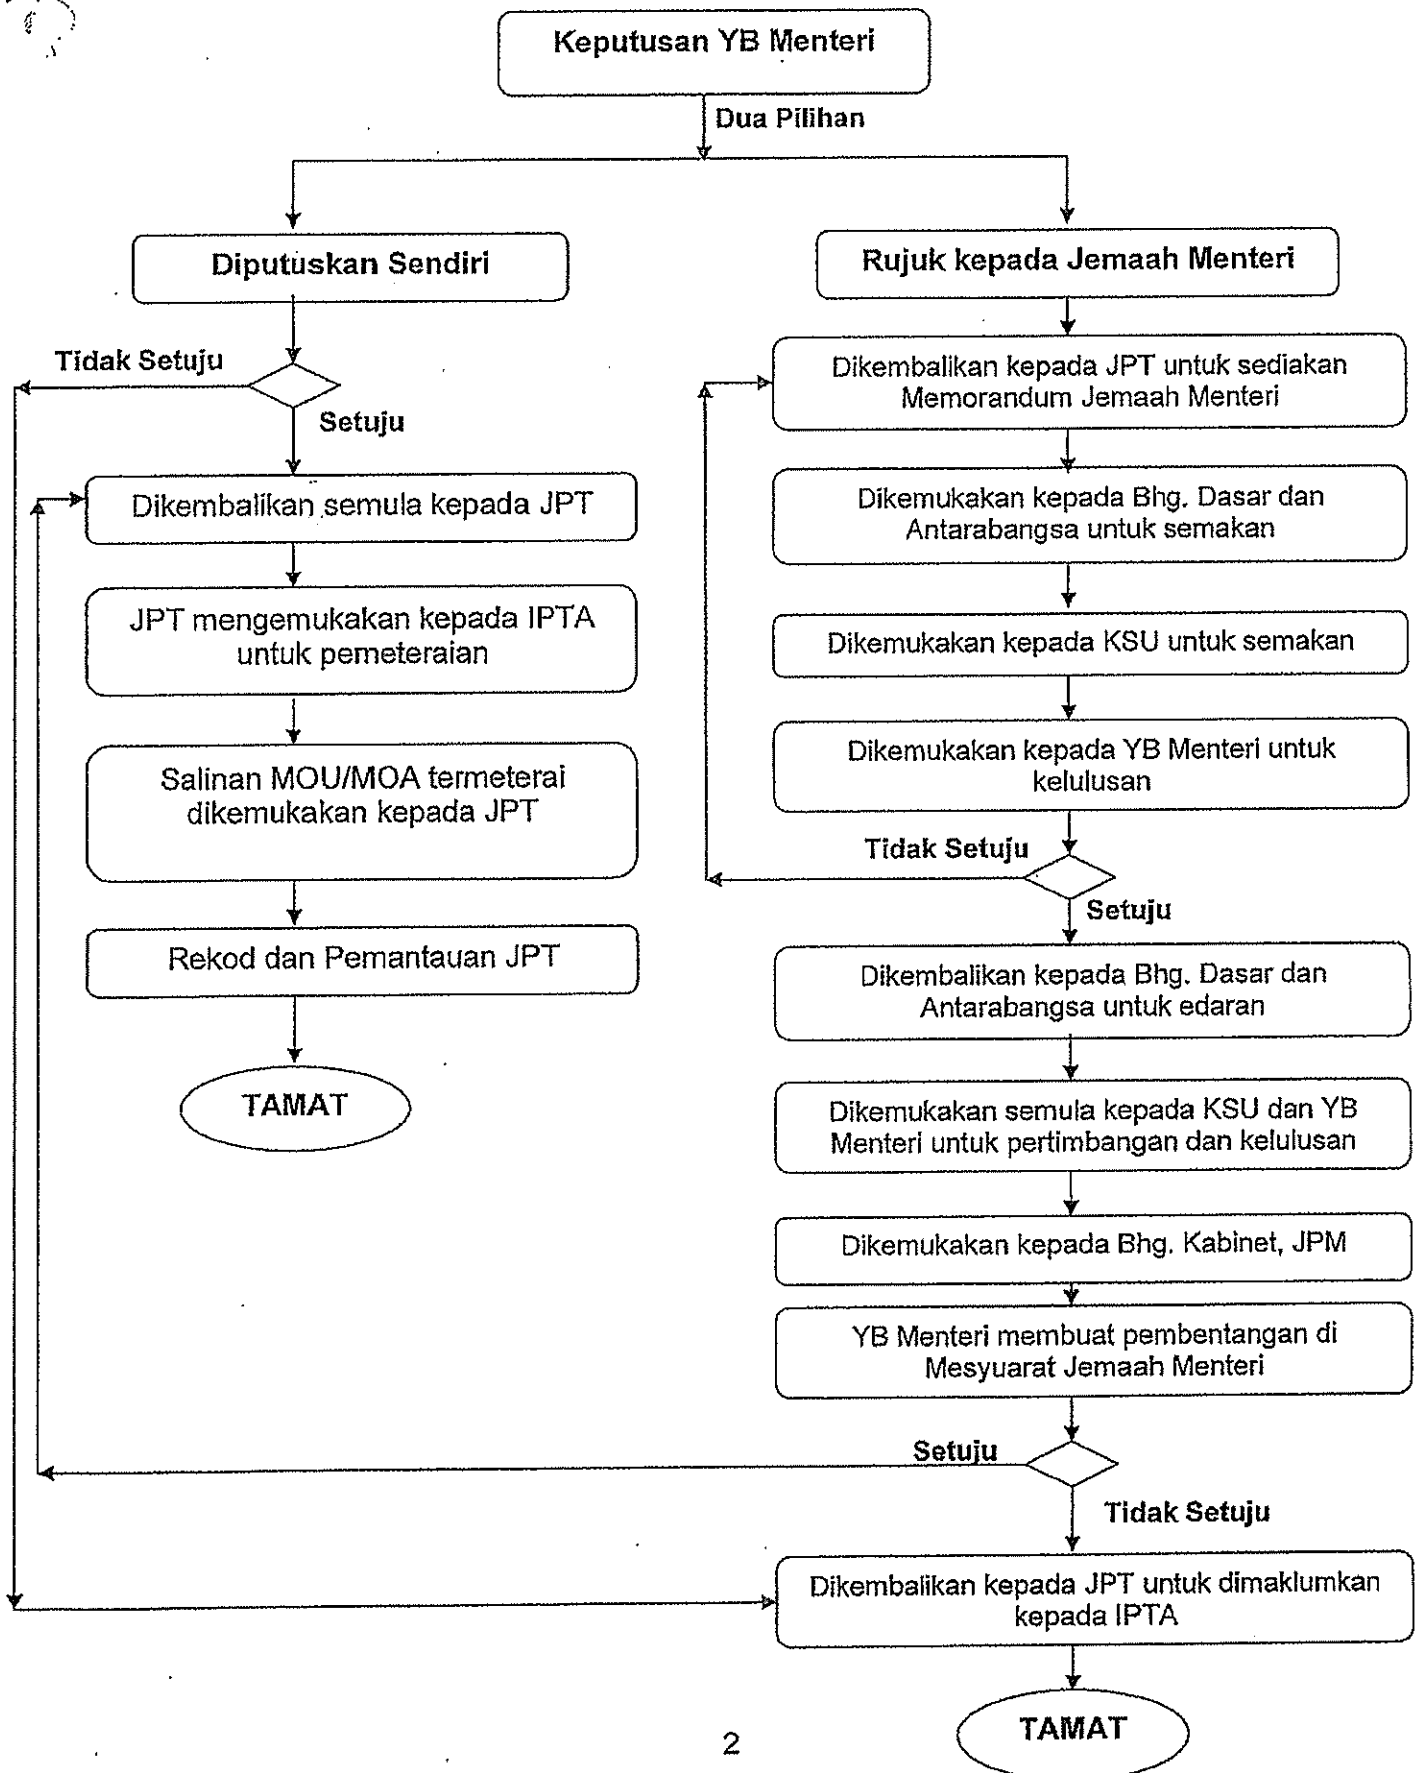 Keputusan YB Menteri
Dua Pilihan
Diputuskan Sendiri
Tidak Setuju
Setuju
Dikembalikan semula kepada JPT
JPT mengemukakan kepada IPTA
untuk pemeteraian
Salinan MOU/MOA termeterai
dikemukakan kepada JPT
Rekod dan Pemantauan JPT
TAMAT
Rujuk kepada Jemaah Menteri
Dikembalikan kepada JPT untuk sediakan
Memorandum Jemaah Menteri
Dikemukakan kepada Bhg. Dasar dan
Antarabangsa untuk semakan
Dikemukakan kepada KSU untuk semakan
Dikemukakan kepada YB Menteri untuk
kelulusan
Tidak Setuju
Setuju
Dikembalikan kepada Bhg. Dasar dan
Antarabangsa untuk edaran
Dikemukakan semula kepada KSU dan YB
Menteri untuk pertimbangan dan kelulusan
Dikemukakan kepada Bhg. Kabinet, JPM
YB Menteri membuat pembentangan di
Mesyuarat Jemaah Menteri
Setuju
Tidak Setuju
Dikembalikan kepada JPT untuk dimaklumkan
kepada IPTA
TAMAT
2